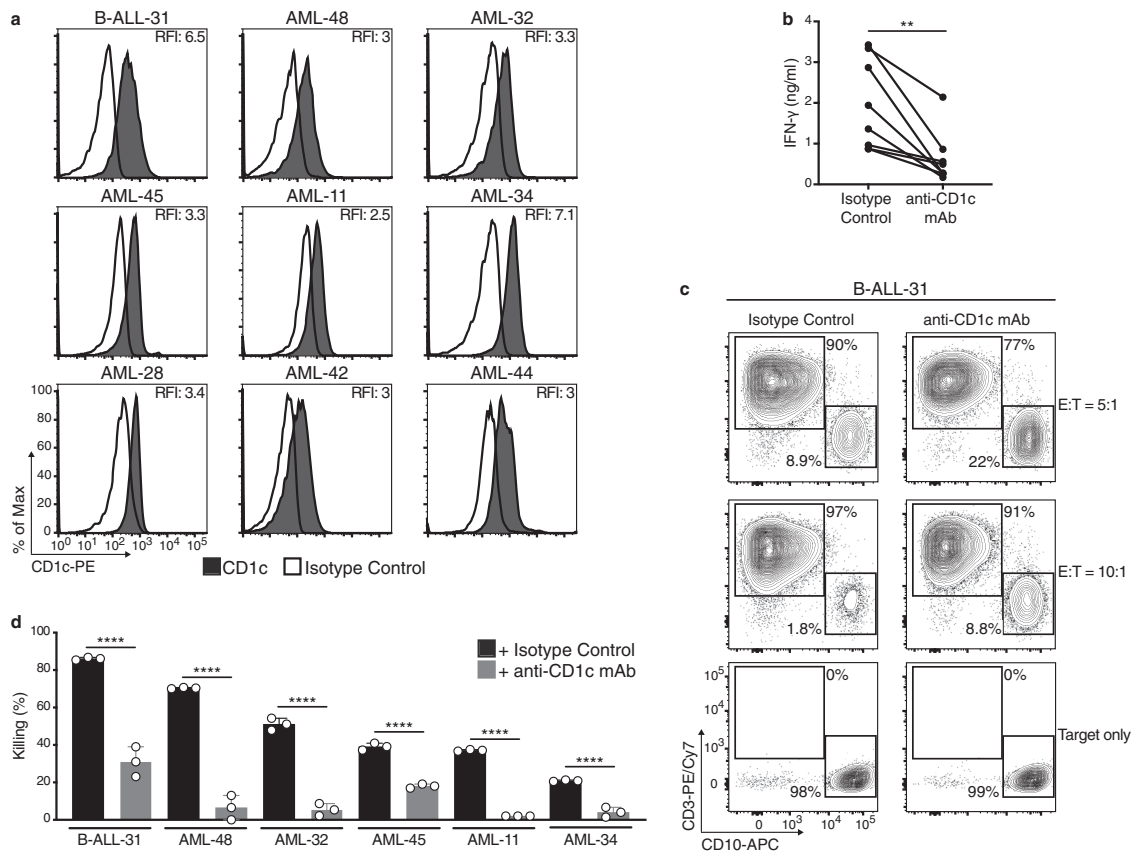 a
B-ALL-31
RFI: 6.5
AML-48
RFI: 3
AML-32
RFI: 3.3
AML-45
RFI: 3.3
AML-11
RFI: 2.5
AML-34
RFI: 7.1
AML-28
RFI: 3.4
AML-42
RFI: 3
AML-44
RFI: 3
% of Max
100
80
60
40
20
0
10^0 10^1 10^2 10^3 10^4 10^5
CD1c-PE
CD1c Isotype Control
b
**
IFN-γ (ng/ml)
4
3
2
1
0
Isotype Control
anti-CD1c mAb
c
B-ALL-31
Isotype Control anti-CD1c mAb
90% 77%
E:T = 5:1
8.9% 22%
97% 91%
E:T = 10:1
1.8% 8.8%
0% 0%
Target only
98% 99%
CD3-PE/Cy7
10^5
10^4
10^3
0
0 10^3 10^4 10^5
CD10-APC
d
+ Isotype Control
+ anti-CD1c mAb
**** **** **** **** **** ****
Killing (%)
100
80
60
40
20
0
B-ALL-31 AML-48 AML-32 AML-45 AML-11 AML-34